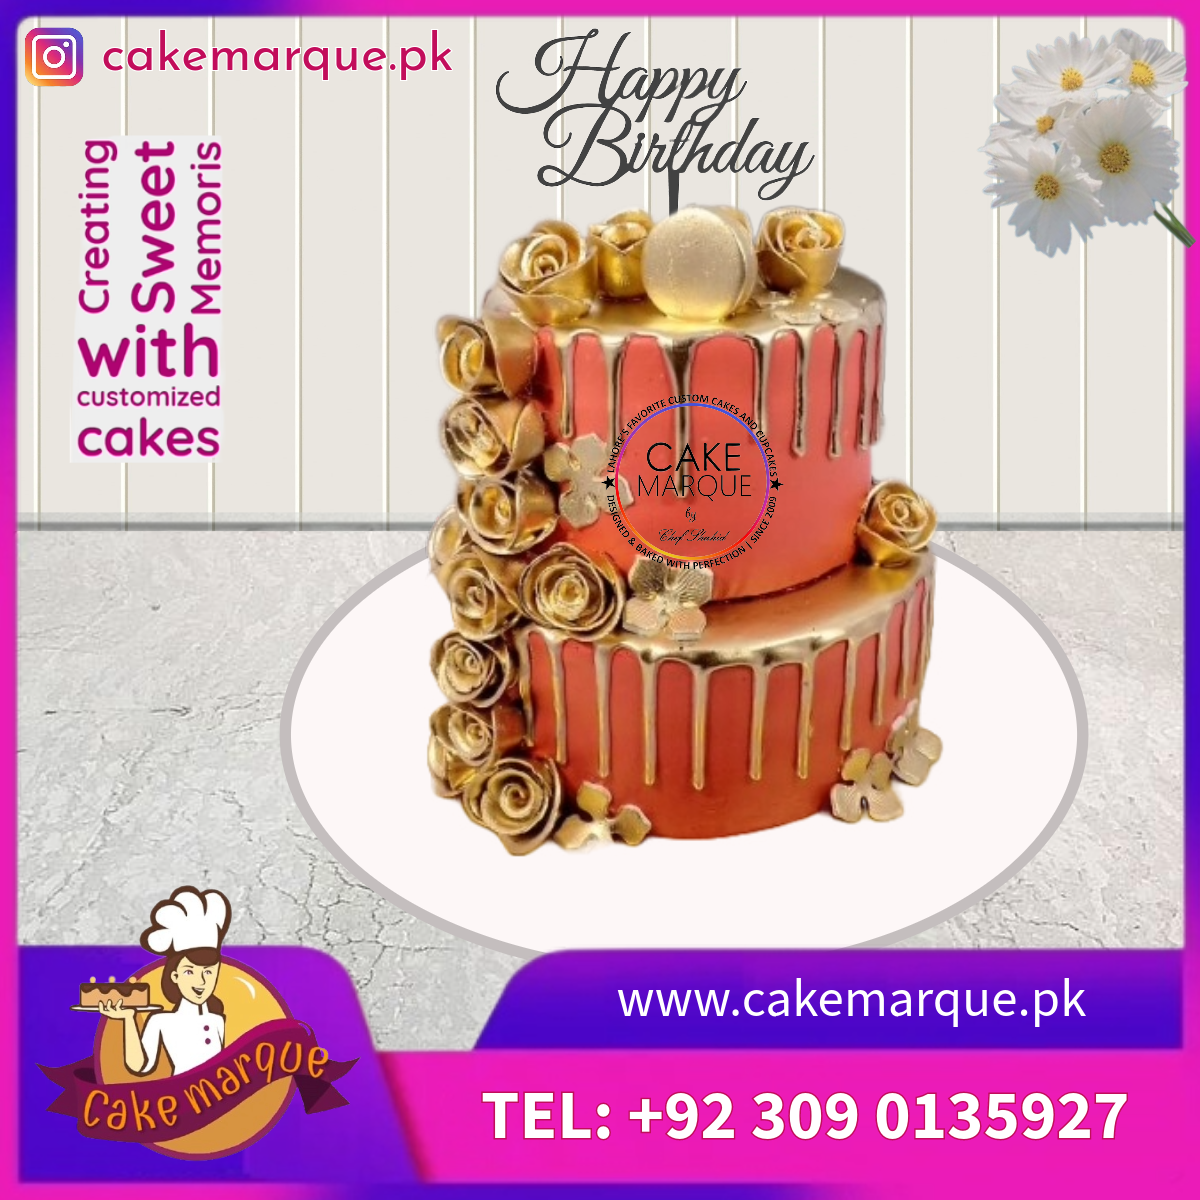 cakemarque.pk
Happy
Birthday
Creating
Sweet
Memoris
with
customized
cakes
LAHORE'S FAVORITE CUSTOM CAKES AND CUPCAKES
CAKE
MARQUE
by
DESIGNED & BAKED WITH PERFECTION | SINCE 2009
Cake marque
www.cakemarque.pk
TEL: +92 309 0135927